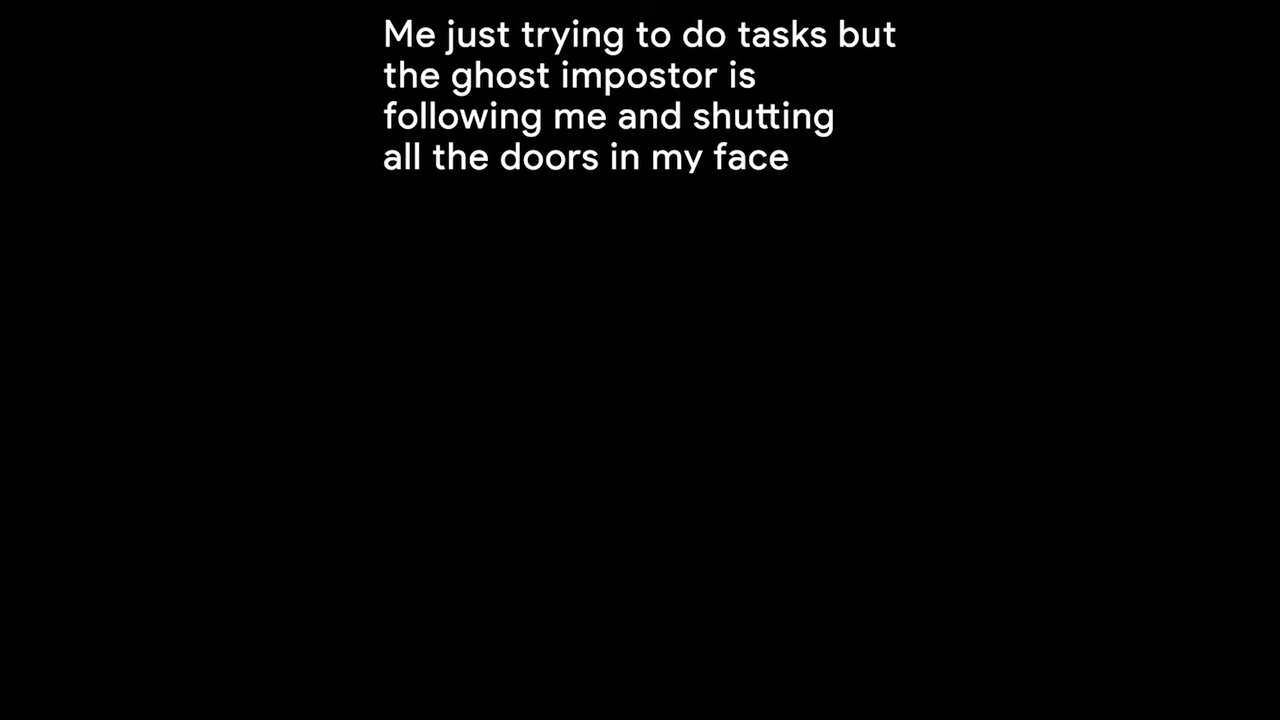 Me just trying to do tasks but
the ghost impostor is
following me and shutting
all the doors in my face